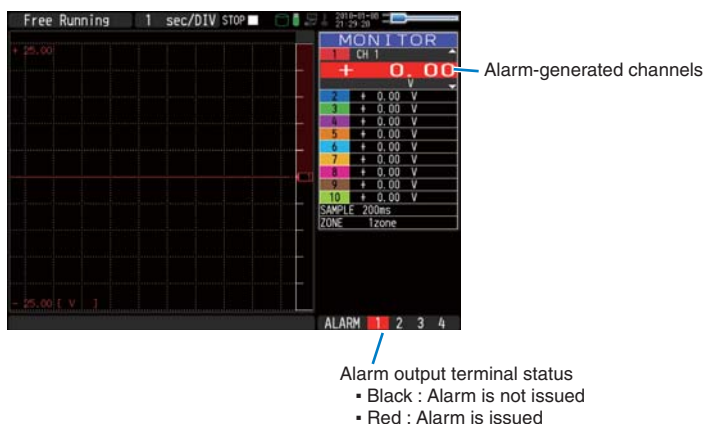 Free Running 1 sec/DIV STOP 2010-01-08
21:29:20
MONITOR
1 CH 1
+ 0.00
V
2 + 0.00 V
3 + 0.00 V
4 + 0.00 V
5 + 0.00 V
6 + 0.00 V
7 + 0.00 V
8 + 0.00 V
9 + 0.00 V
10 + 0.00 V
SAMPLE 200ms
ZONE 1zone
+ 25.00
- 25.00 [ V ]
ALARM 1 2 3 4
Alarm-generated channels
Alarm output terminal status
▪ Black : Alarm is not issued
▪ Red : Alarm is issued